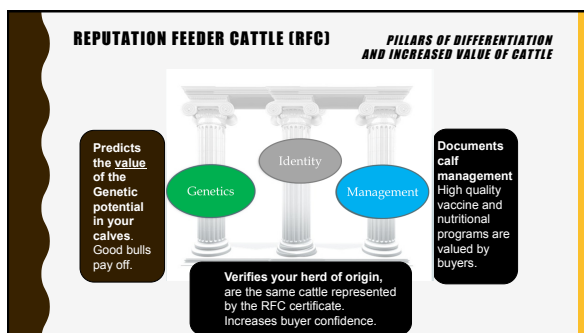 REPUTATION FEEDER CATTLE (RFC)
PILLARS OF DIFFERENTIATION
AND INCREASED VALUE OF CATTLE
Predicts
the value
of the
Genetic
potential
in your
calves.
Good bulls
pay off.
Genetics
Identity
Management
Documents
calf
management
High quality
vaccine and
nutritional
programs are
valued by
buyers.
Verifies your herd of origin,
are the same cattle represented
by the RFC certificate.
Increases buyer confidence.